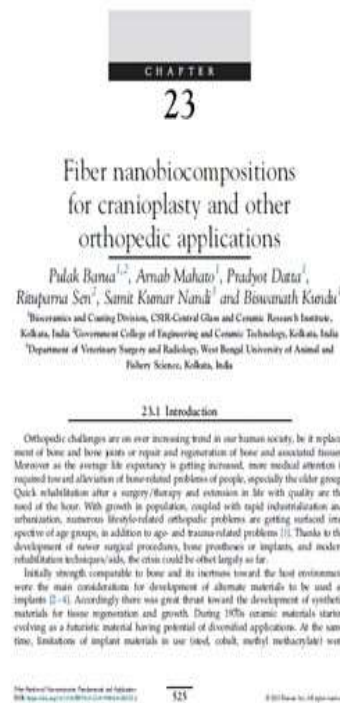 CHAPTER
23
Fiber nanobiocompositions
for cranioplasty and other
orthopedic applications
Pulak Barua1,2, Arnab Mahato1, Pradyot Datta1,
Rituparna Sen2, Samit Kumar Nandi3 and Biswanath Kundu1
1Bioceramics and Coating Division, CSIR-Central Glass and Ceramic Research Institute,
Kolkata, India 2Government College of Engineering and Ceramic Technology, Kolkata, India
3Department of Veterinary Surgery and Radiology, West Bengal University of Animal and
Fishery Science, Kolkata, India
23.1 Introduction
Orthopedic challenges are on ever increasing trend in our human society, be it replace
ment of bone and bone joints or repair and regeneration of bone and associated tissues
Moreover as the average life expectancy is getting increased, more medical attention i
required toward alleviation of bone-related problems of people, especially the older group
Quick rehabilitation after a surgery/therapy and extension in life with quality are th
need of the hour. With growth in population, coupled with rapid industrialization an
urbanization, numerous lifestyle-related orthopedic problems are getting surfaced irre
spective of age groups, in addition to age- and trauma-related problems [1]. Thanks to th
development of newer surgical procedures, bone prostheses or implants, and moder
rehabilitation techniques/aids, the crisis could be offset largely so far.
Initially strength comparable to bone and its inertness toward the host environmen
were the main considerations for development of alternate materials to be used a
implants [2-4]. Accordingly there was great thrust toward the development of syntheti
materials for tissue regeneration and growth. During 1970s ceramic materials starte
evolving as a futuristic material having potential of diversified applications. At the sam
time, limitations of implant materials in use (steel, cobalt, methyl methacrylate) wer
525